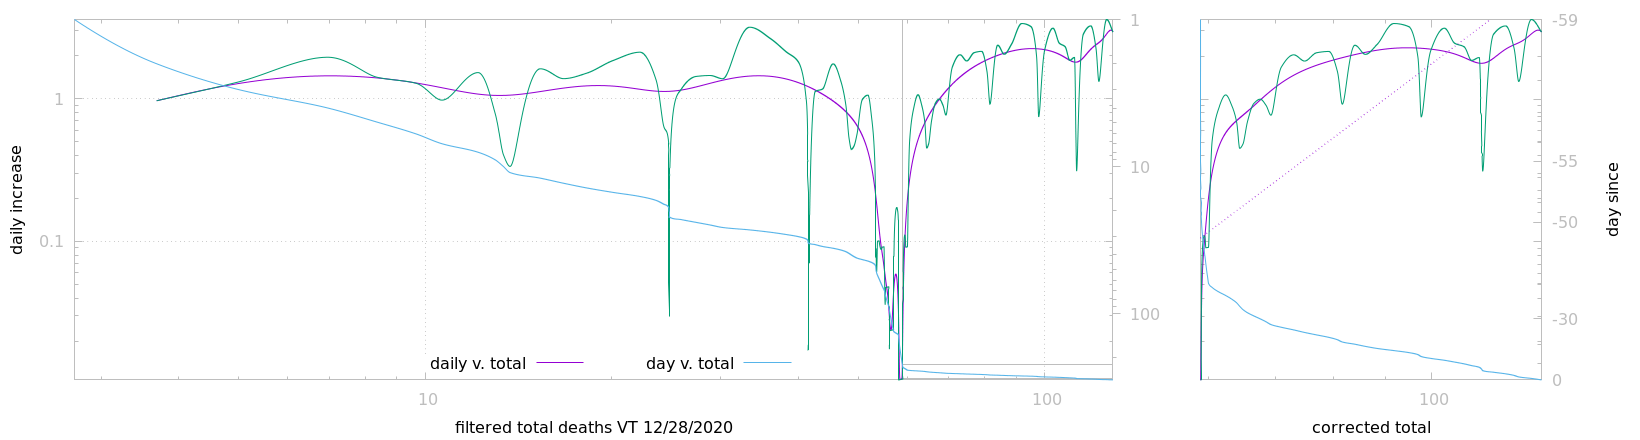 daily increase
1
0.1
10
100
filtered total deaths VT 12/28/2020
daily v. total
day v. total
1
10
100
100
corrected total
-59
-55
-50
-30
0
day since